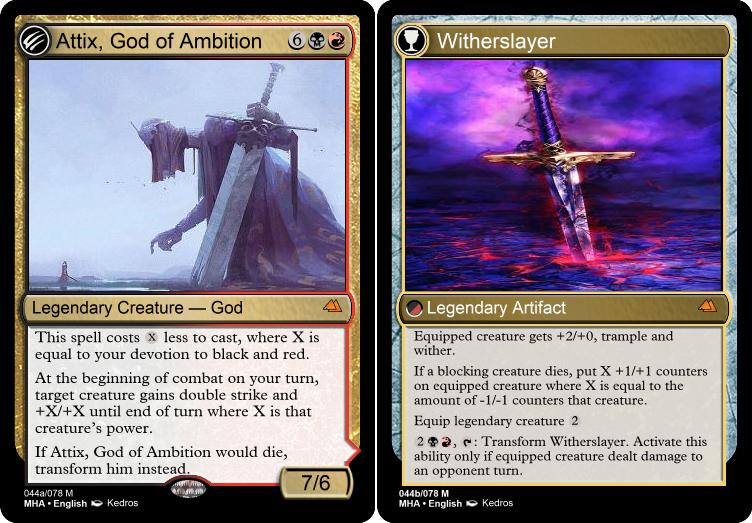 Attix, God of Ambition 6
Legendary Creature — God
This spell costs X less to cast, where X is
equal to your devotion to black and red.
At the beginning of combat on your turn,
target creature gains double strike and
+X/+X until end of turn where X is that
creature's power.
If Attix, God of Ambition would die,
transform him instead.
7/6
044a/078 M
MHA • English Kedros
Witherslayer
Legendary Artifact
Equipped creature gets +2/+0, trample and
wither.
If a blocking creature dies, put X +1/+1 counters
on equipped creature where X is equal to the
amount of -1/-1 counters that creature.
Equip legendary creature 2
2 , : Transform Witherslayer. Activate this
ability only if equipped creature dealt damage to
an opponent turn.
044b/078 M
MHA • English Kedros